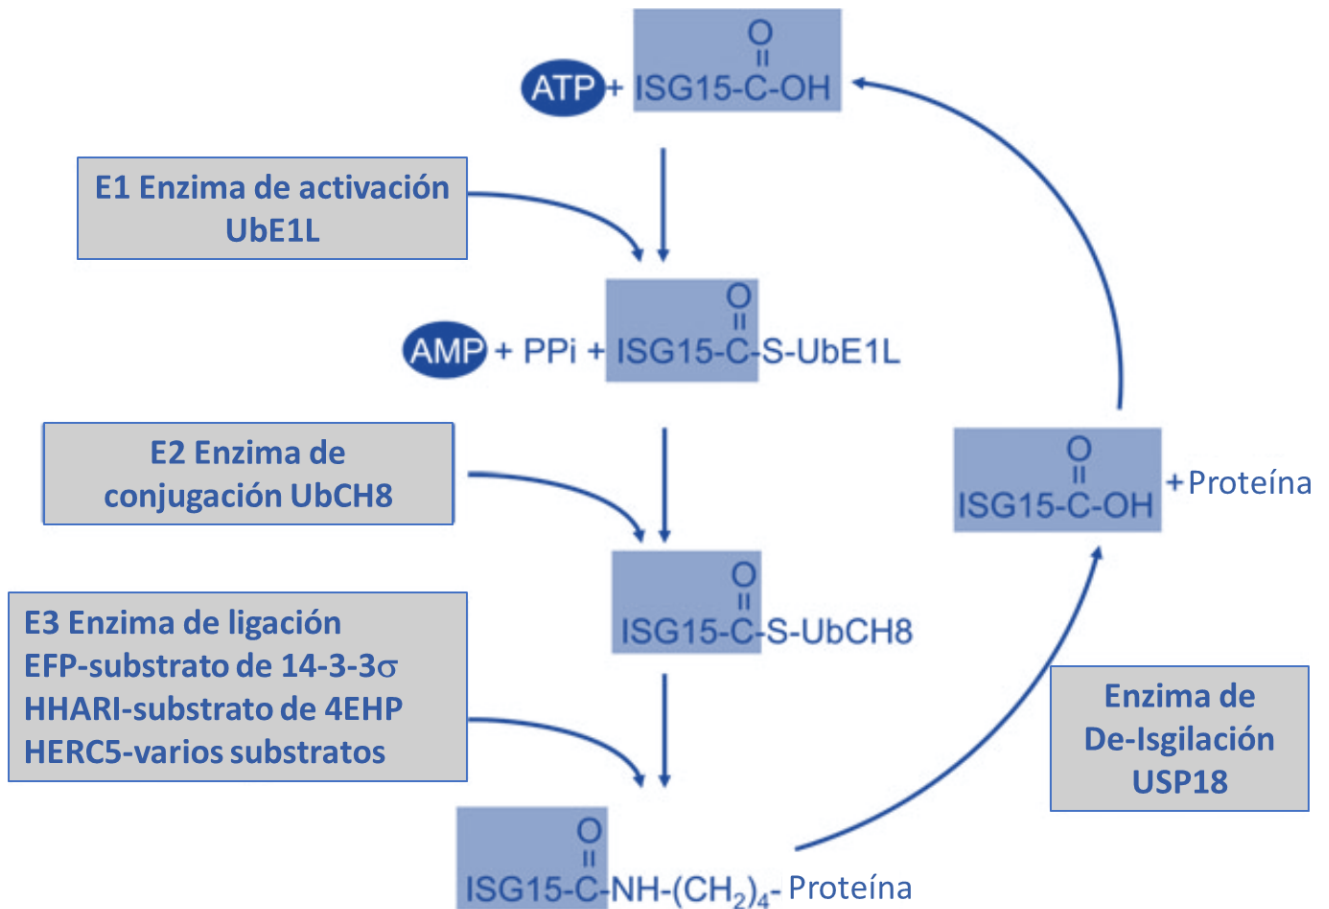 O
ATP + ISG15-C-OH
E1 Enzima de activación
UbE1L
O
AMP + PPi + ISG15-C-S-UbE1L
E2 Enzima de
conjugación UbCH8
O
ISG15-C-OH + Proteína
O
ISG15-C-S-UbCH8
E3 Enzima de ligación
EFP-substrato de 14-3-3σ
HHARI-substrato de 4EHP
HERC5-varios substratos
Enzima de
De-Isgilación
USP18
O
ISG15-C-NH-(CH₂)₄- Proteína